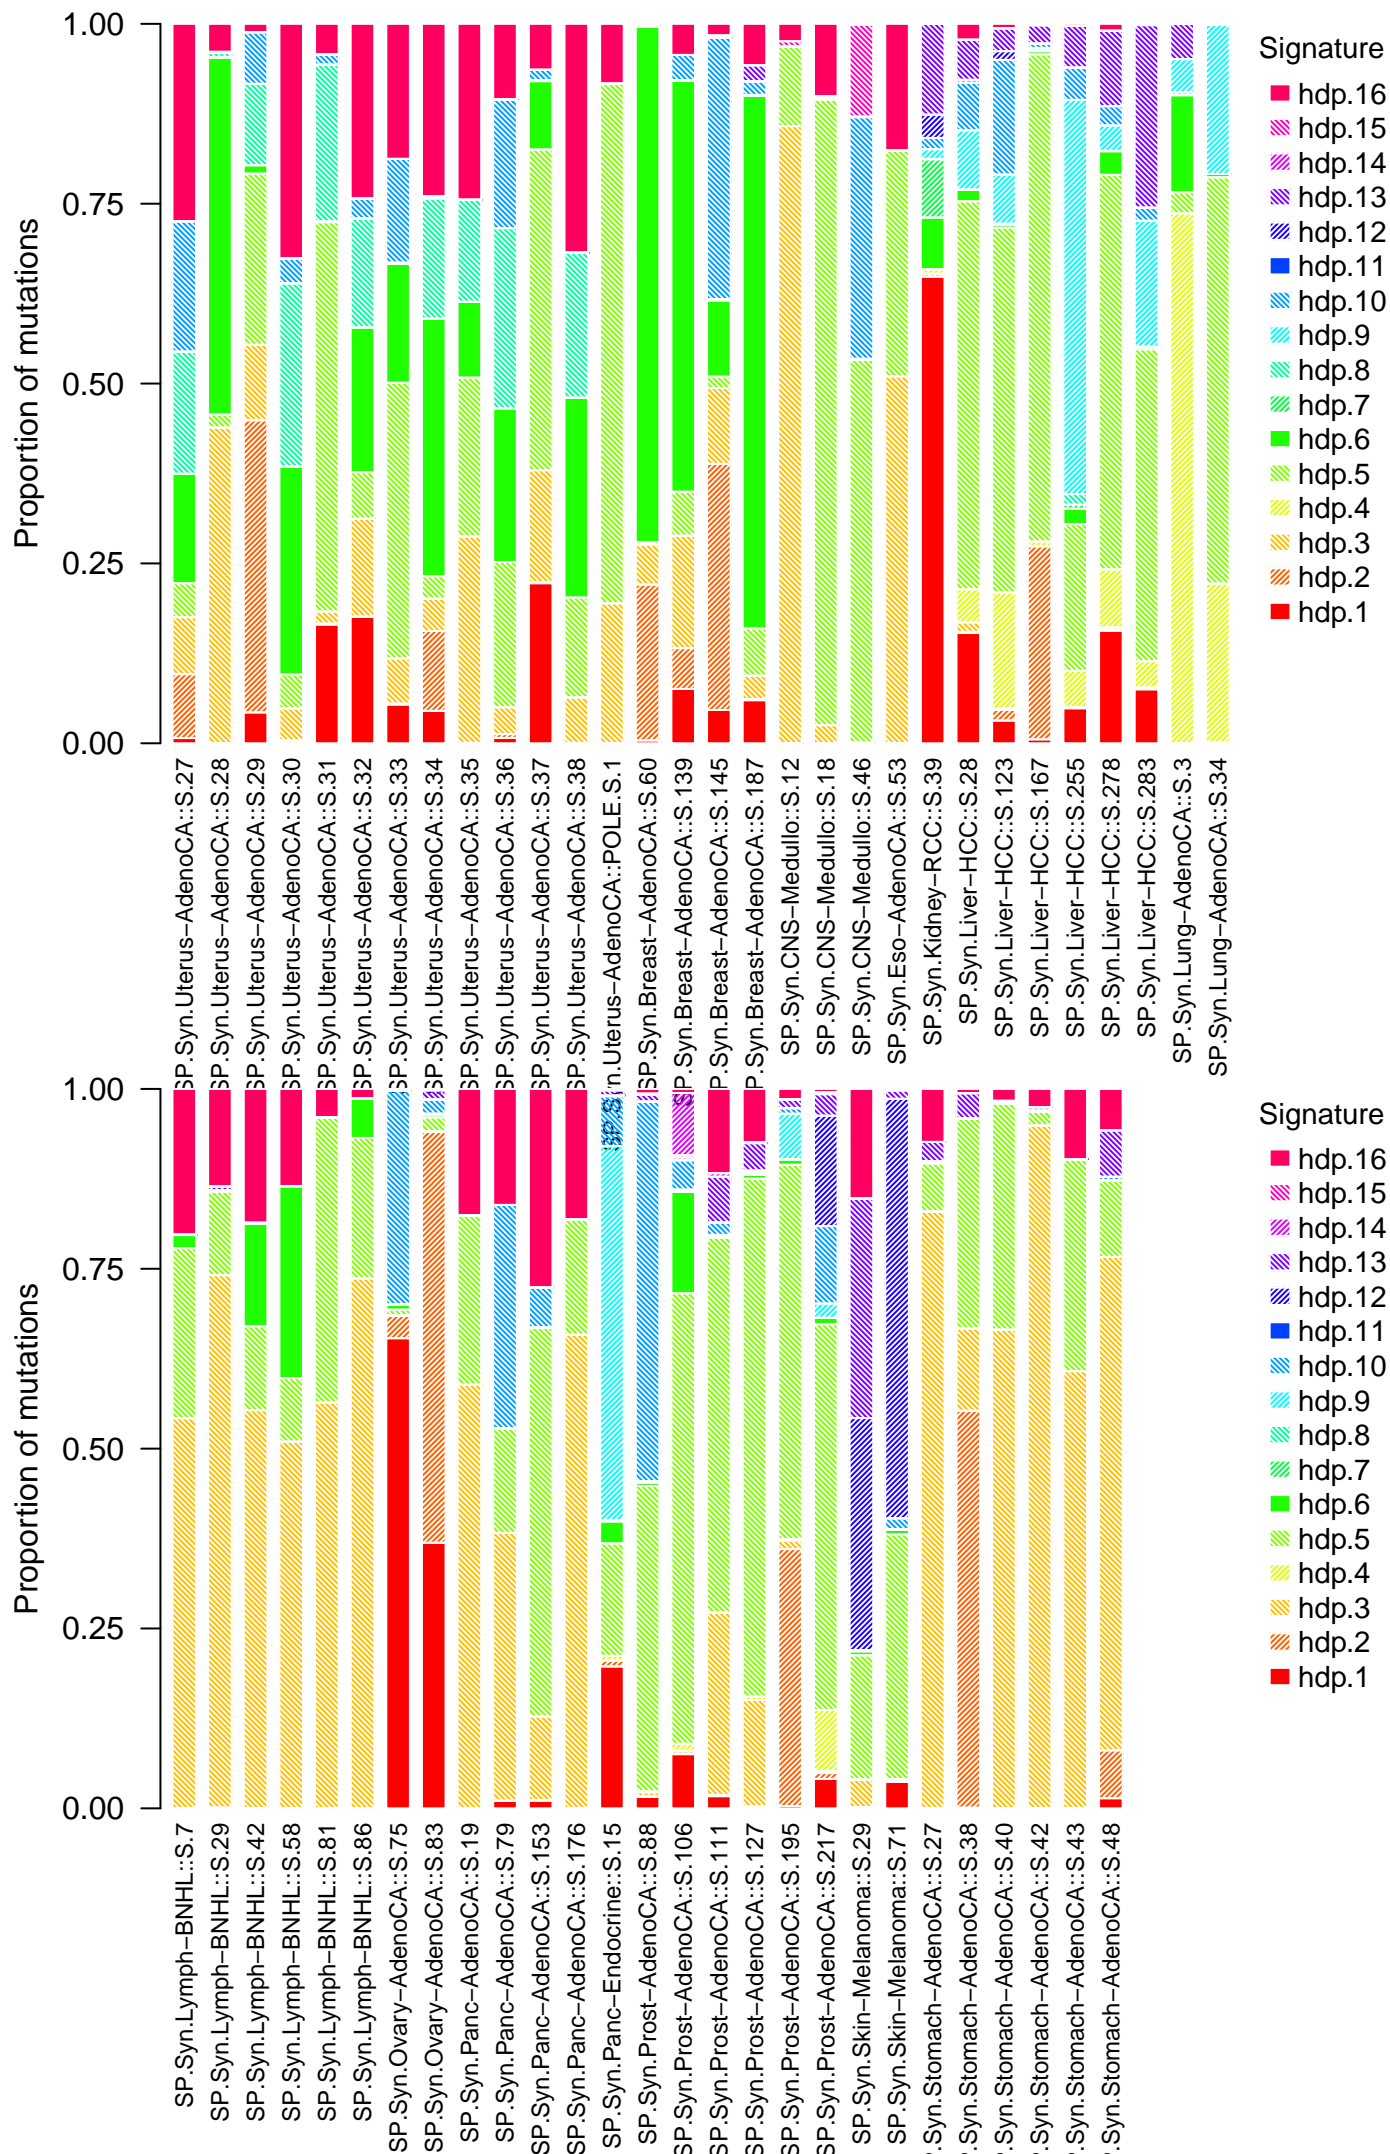 Proportion of mutations
1.00
0.75
0.50
0.25
0.00
SP.Syn.Uterus−AdenoCA::S.27
SP.Syn.Uterus−AdenoCA::S.28
SP.Syn.Uterus−AdenoCA::S.29
SP.Syn.Uterus−AdenoCA::S.30
SP.Syn.Uterus−AdenoCA::S.31
SP.Syn.Uterus−AdenoCA::S.32
SP.Syn.Uterus−AdenoCA::S.33
SP.Syn.Uterus−AdenoCA::S.34
SP.Syn.Uterus−AdenoCA::S.35
SP.Syn.Uterus−AdenoCA::S.36
SP.Syn.Uterus−AdenoCA::S.37
SP.Syn.Uterus−AdenoCA::S.38
n.Uterus−AdenoCA::POLE.S.1
SP.Syn.Breast−AdenoCA::S.60
P.Syn.Breast−AdenoCA::S.139
P.Syn.Breast−AdenoCA::S.145
P.Syn.Breast−AdenoCA::S.187
SP.Syn.CNS−Medullo::S.12
SP.Syn.CNS−Medullo::S.18
SP.Syn.CNS−Medullo::S.46
SP.Syn.Eso−AdenoCA::S.53
SP.Syn.Kidney−RCC::S.39
SP.Syn.Liver−HCC::S.28
SP.Syn.Liver−HCC::S.123
SP.Syn.Liver−HCC::S.167
SP.Syn.Liver−HCC::S.255
SP.Syn.Liver−HCC::S.278
SP.Syn.Liver−HCC::S.283
SP.Syn.Lung−AdenoCA::S.3
SP.Syn.Lung−AdenoCA::S.34
Signature
hdp.16
hdp.15
hdp.14
hdp.13
hdp.12
hdp.11
hdp.10
hdp.9
hdp.8
hdp.7
hdp.6
hdp.5
hdp.4
hdp.3
hdp.2
hdp.1
Proportion of mutations
1.00
0.75
0.50
0.25
0.00
SP.Syn.Lymph−BNHL::S.7
SP.Syn.Lymph−BNHL::S.29
SP.Syn.Lymph−BNHL::S.42
SP.Syn.Lymph−BNHL::S.58
SP.Syn.Lymph−BNHL::S.81
SP.Syn.Lymph−BNHL::S.86
SP.Syn.Ovary−AdenoCA::S.75
SP.Syn.Ovary−AdenoCA::S.83
SP.Syn.Panc−AdenoCA::S.19
SP.Syn.Panc−AdenoCA::S.79
SP.Syn.Panc−AdenoCA::S.153
SP.Syn.Panc−AdenoCA::S.176
SP.Syn.Panc−Endocrine::S.15
SP.Syn.Prost−AdenoCA::S.88
SP.Syn.Prost−AdenoCA::S.106
SP.Syn.Prost−AdenoCA::S.111
SP.Syn.Prost−AdenoCA::S.127
SP.Syn.Prost−AdenoCA::S.195
SP.Syn.Prost−AdenoCA::S.217
SP.Syn.Skin−Melanoma::S.29
SP.Syn.Skin−Melanoma::S.71
.Syn.Stomach−AdenoCA::S.27
.Syn.Stomach−AdenoCA::S.38
.Syn.Stomach−AdenoCA::S.40
.Syn.Stomach−AdenoCA::S.42
.Syn.Stomach−AdenoCA::S.43
.Syn.Stomach−AdenoCA::S.48
Signature
hdp.16
hdp.15
hdp.14
hdp.13
hdp.12
hdp.11
hdp.10
hdp.9
hdp.8
hdp.7
hdp.6
hdp.5
hdp.4
hdp.3
hdp.2
hdp.1